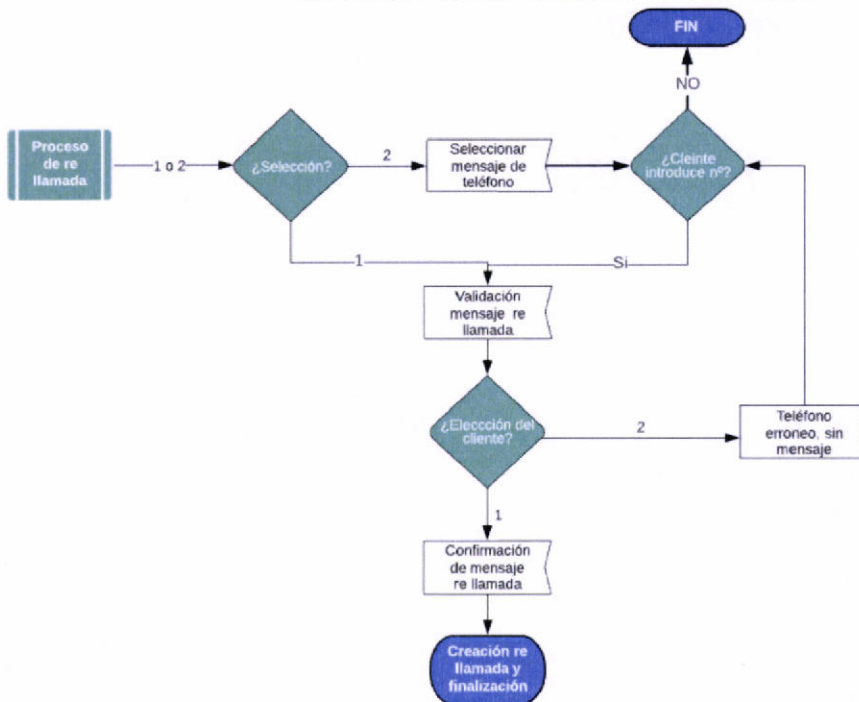 FIN
NO
Proceso
de re
llamada
1 o 2
¿Selección?
2
Seleccionar
mensaje de
teléfono
¿Cleinte
introduce nº?
1
Si
Validación
mensaje re
llamada
¿Eleccción del
cliente?
2
Teléfono
erroneo, sin
mensaje
1
Confirmación
de mensaje
re llamada
Creación re
llamada y
finalización